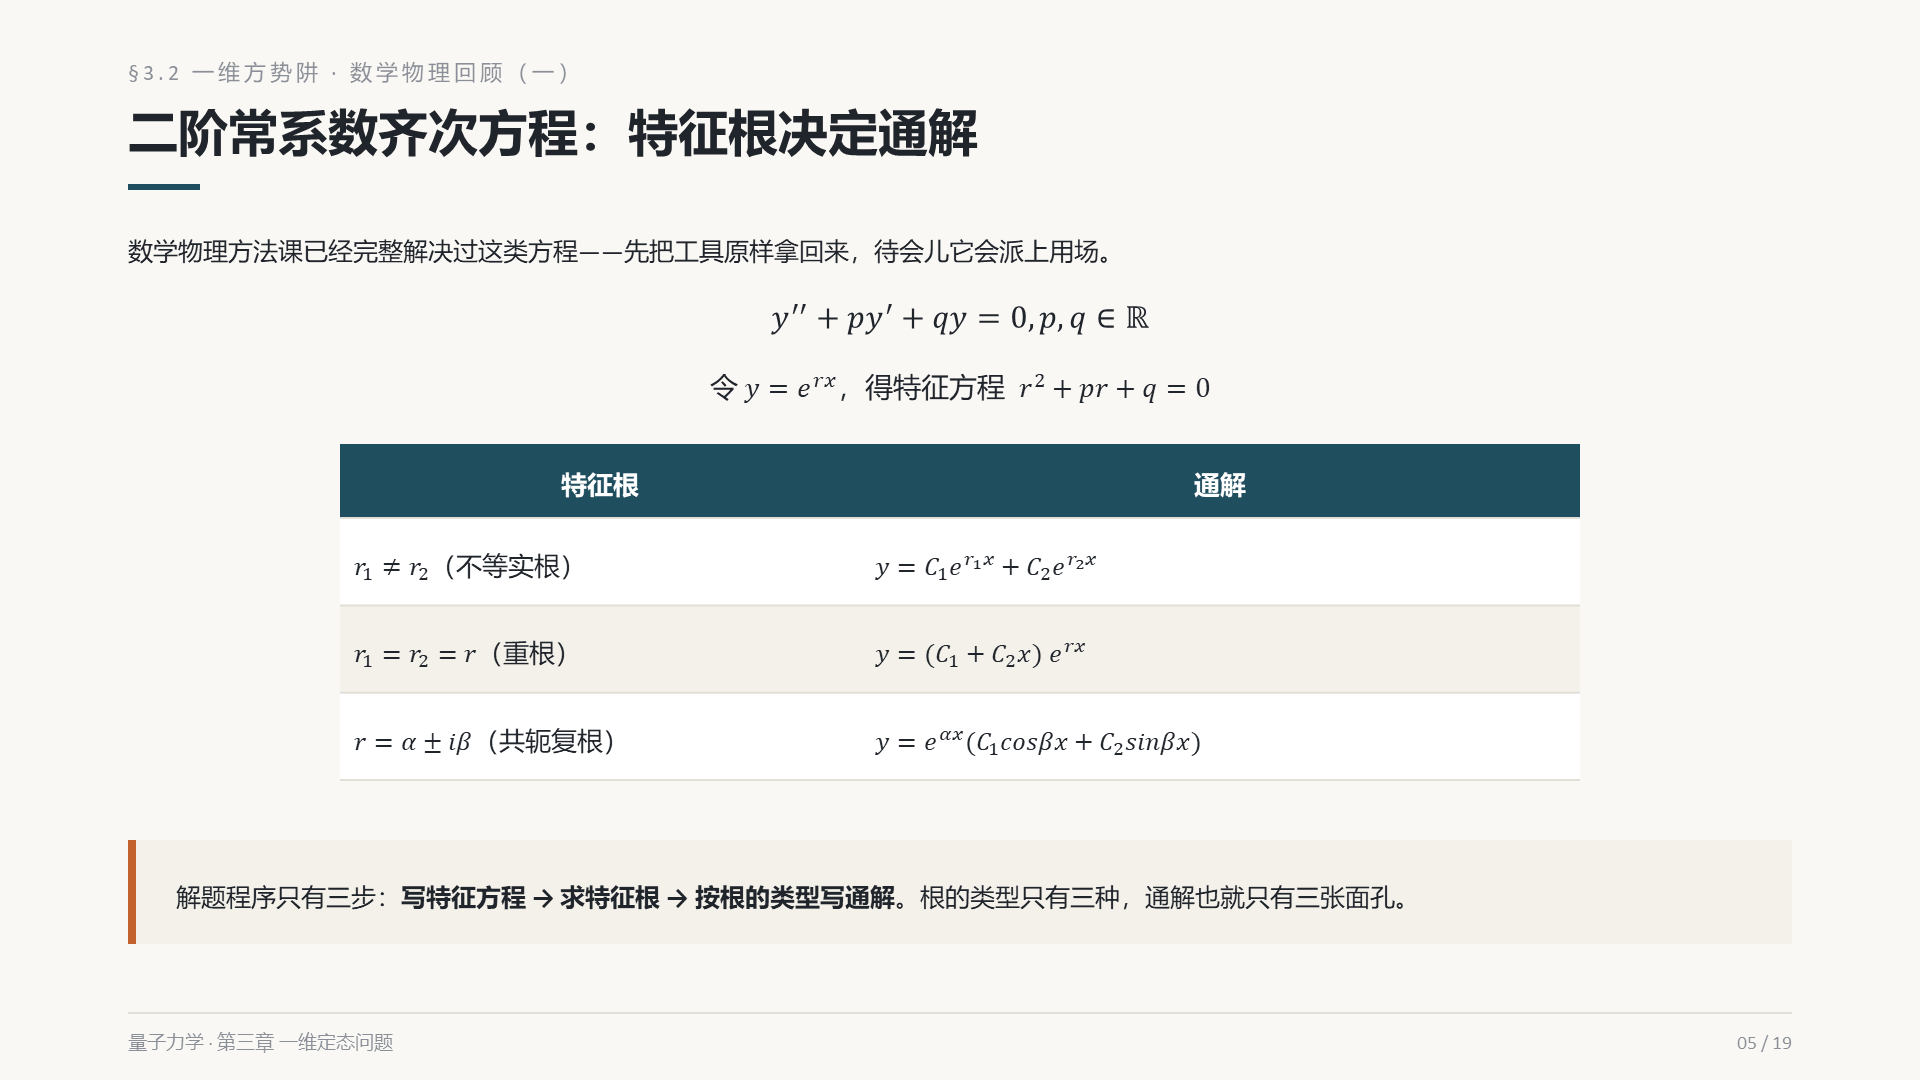 §3.2 一维方势阱 · 数学物理回顾（一）
二阶常系数齐次方程：特征根决定通解
数学物理方法课已经完整解决过这类方程——先把工具原样拿回来，待会儿它会派上用场。
y′′ + py′ + qy = 0, p, q ∈ ℝ
令 y = e^{rx}，得特征方程 r² + pr + q = 0
特征根 通解
r₁ ≠ r₂（不等实根） y = C₁e^{r₁x} + C₂e^{r₂x}
r₁ = r₂ = r（重根） y = (C₁ + C₂x) e^{rx}
r = α ± iβ（共轭复根） y = e^{αx}(C₁cosβx + C₂sinβx)
解题程序只有三步：写特征方程 → 求特征根 → 按根的类型写通解。根的类型只有三种，通解也就只有三张面孔。
量子力学 · 第三章 一维定态问题 05 / 19